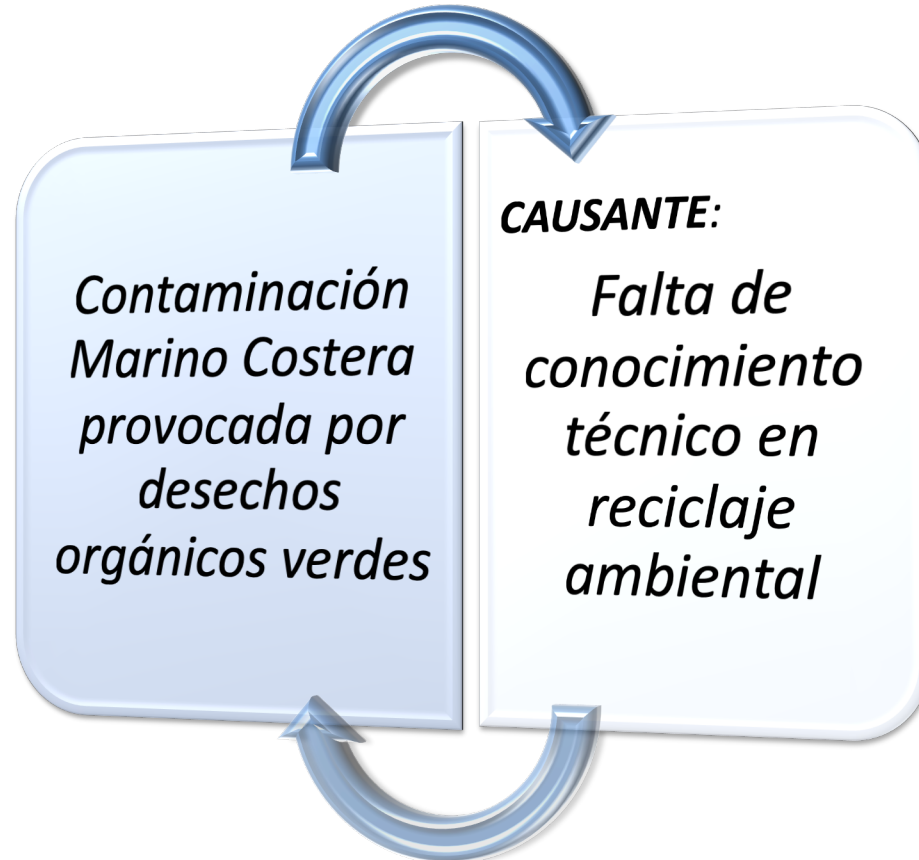 Contaminación
Marino Costera
provocada por
desechos
orgánicos verdes
CAUSANTE:
Falta de
conocimiento
técnico en
reciclaje
ambiental